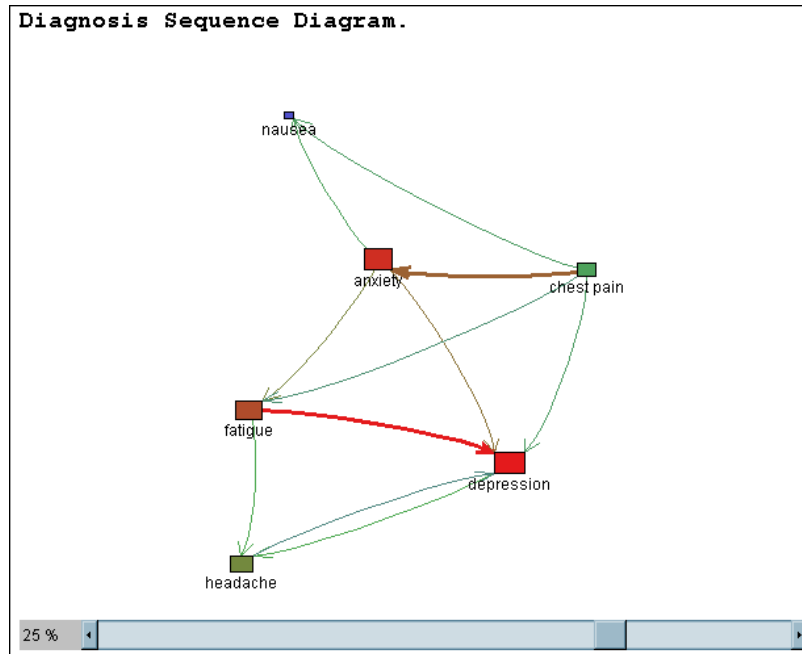 Diagnosis Sequence Diagram.
nausea
anxiety
chest pain
fatigue
depression
headache
25 %